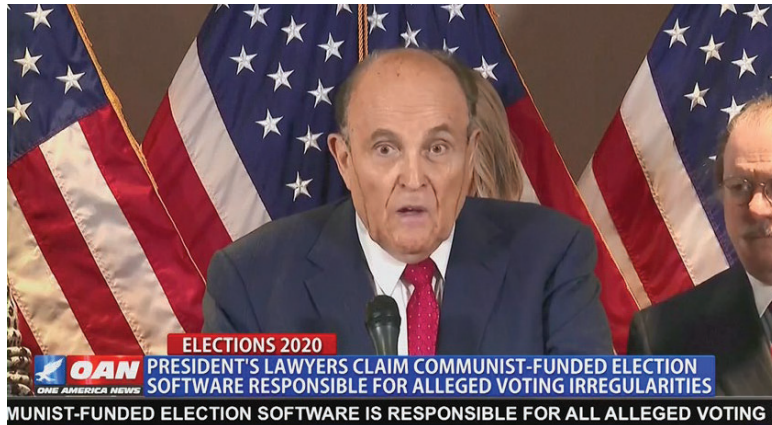 ELECTIONS 2020
OAN
ONE AMERICA NEWS
PRESIDENT'S LAWYERS CLAIM COMMUNIST-FUNDED ELECTION
SOFTWARE RESPONSIBLE FOR ALLEGED VOTING IRREGULARITIES
MUNIST-FUNDED ELECTION SOFTWARE IS RESPONSIBLE FOR ALL ALLEGED VOTING